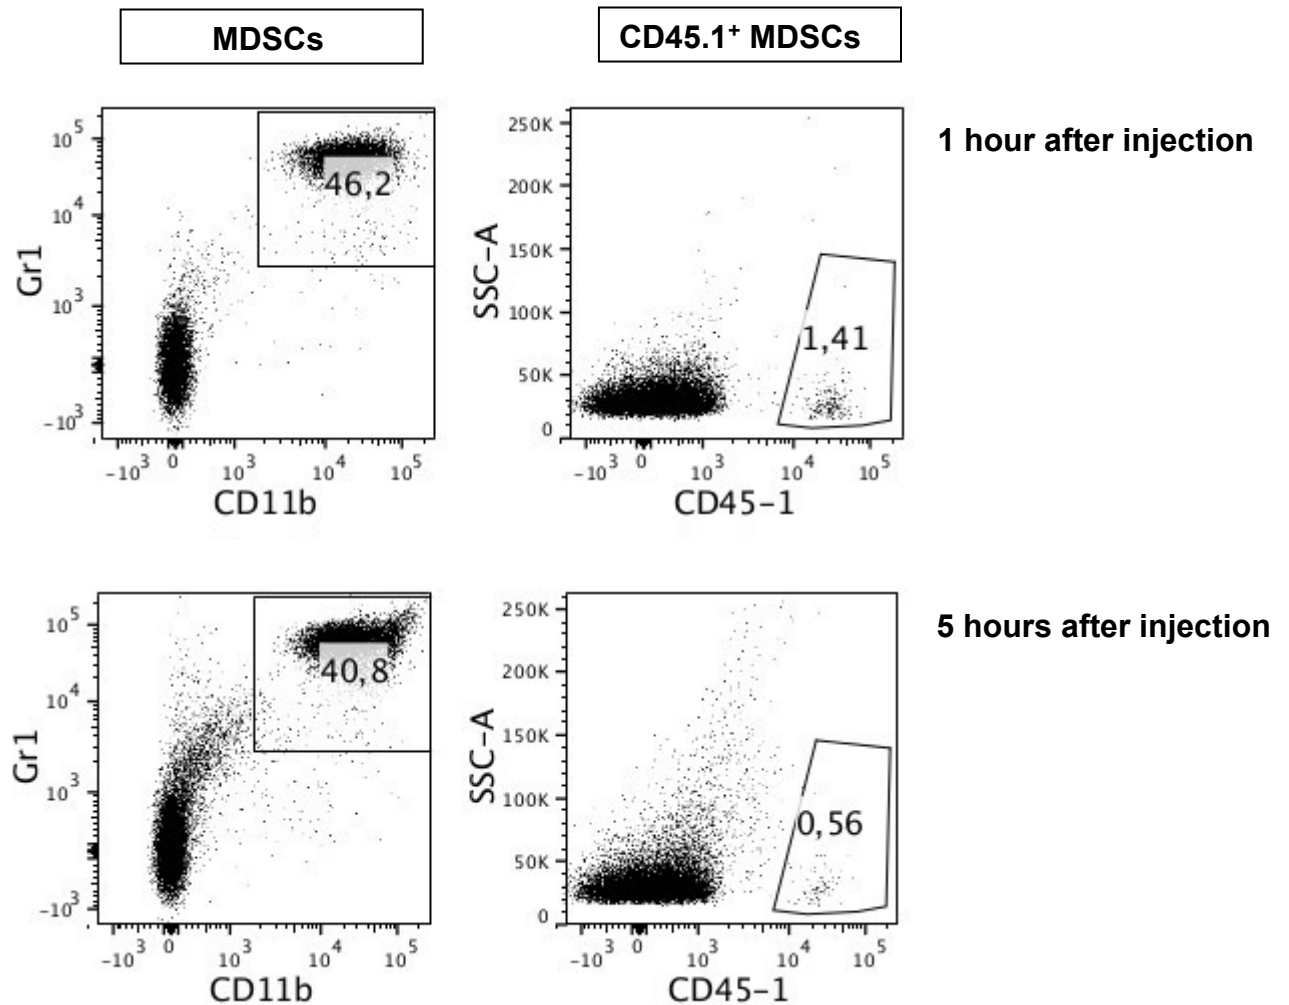 MDSCs
CD45.1⁺ MDSCs
10⁵
10⁴
10³
-10³
Gr1
46,2
-10³ 0 10³ 10⁴ 10⁵
CD11b
250K
200K
150K
100K
50K
0
SSC-A
1,41
-10³ 0 10³ 10⁴ 10⁵
CD45-1
1 hour after injection
10⁵
10⁴
10³
-10³
Gr1
40,8
-10³ 0 10³ 10⁴ 10⁵
CD11b
250K
200K
150K
100K
50K
0
SSC-A
0,56
-10³ 0 10³ 10⁴ 10⁵
CD45-1
5 hours after injection